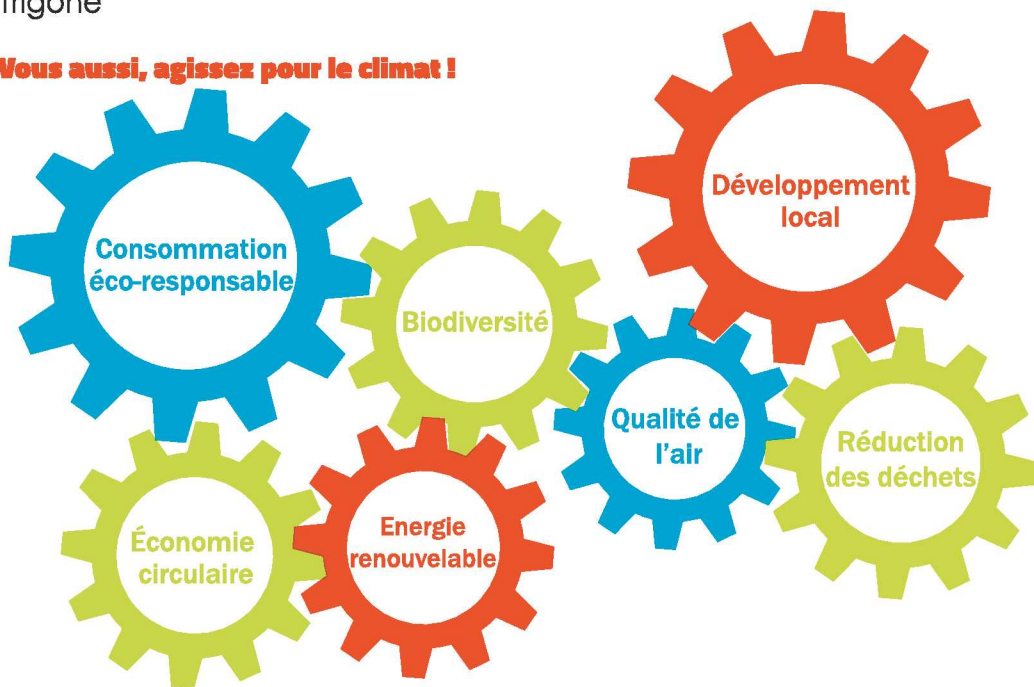 Vous aussi, agissez pour le climat !
Développement
local
Consommation
éco-responsable
Biodiversité
Qualité de
l'air
Réduction
des déchets
Économie
circulaire
Energie
renouvelable